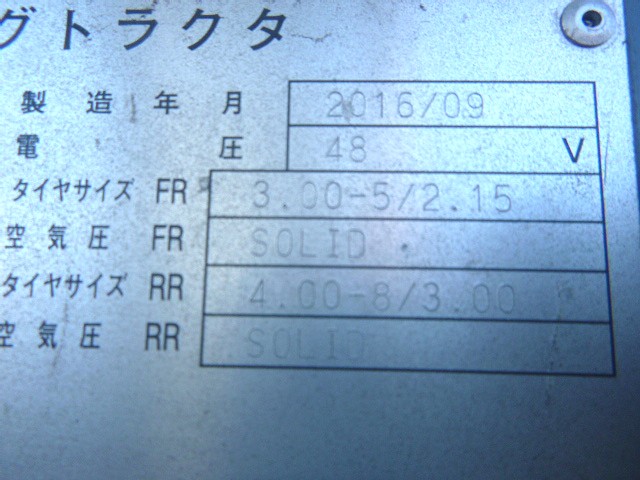 グトラクタ
製造年月 2016/09
電圧 48 V
タイヤサイズ FR 3.00-5/2.15
空気圧 FR SOLID
タイヤサイズ RR 4.00-8/3.00
空気圧 RR SOLID